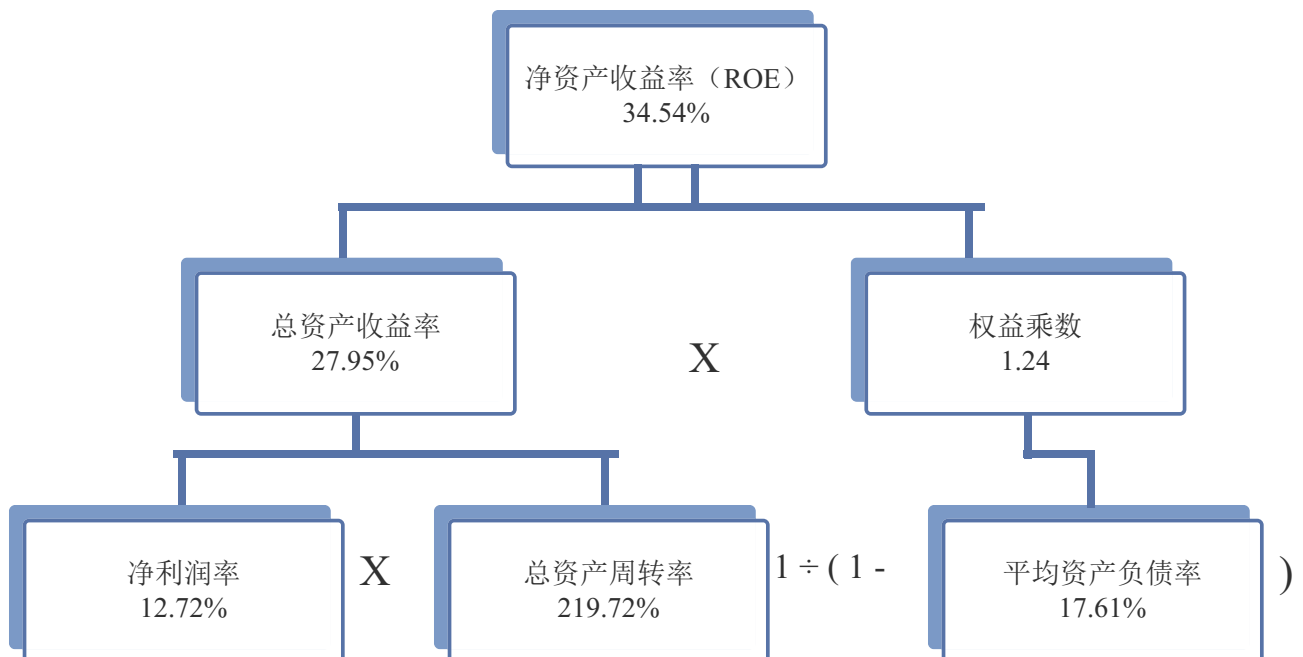 净资产收益率（ROE）
34.54%
总资产收益率
27.95%
X
权益乘数
1.24
净利润率
12.72%
X
总资产周转率
219.72%
1 ÷ ( 1 -
平均资产负债率
17.61%
)